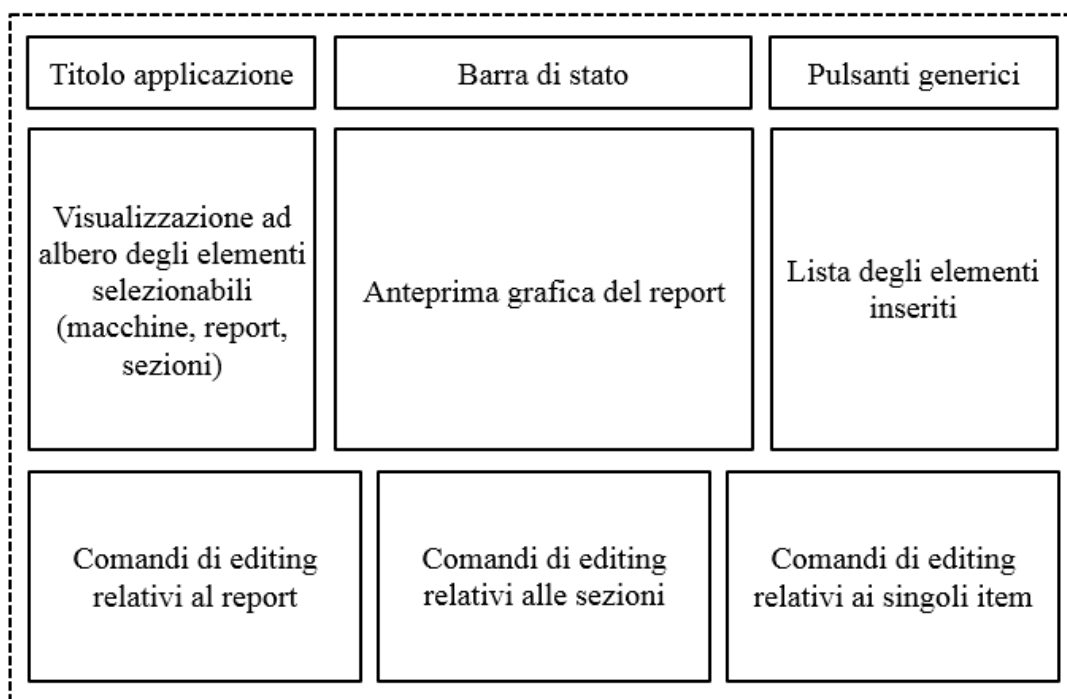 Titolo applicazione
Barra di stato
Pulsanti generici
Visualizzazione ad
albero degli elementi
selezionabili
(macchine, report,
sezioni)
Anteprima grafica del report
Lista degli elementi
inseriti
Comandi di editing
relativi al report
Comandi di editing
relativi alle sezioni
Comandi di editing
relativi ai singoli item